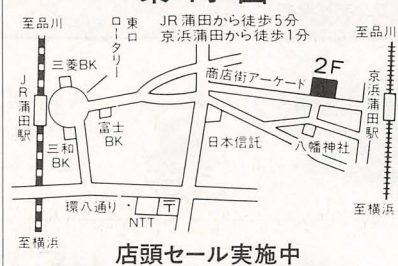 至品川
東口
ロータリー
JR蒲田から徒歩5分
京浜蒲田から徒歩1分
至品川
三菱BK
商店街アーケード
2F
JR蒲田駅
京浜蒲田駅
富士BK
三和BK
日本信託
八幡神社
環八通り
NTT
〒
至横浜
至横浜
店頭セール実施中